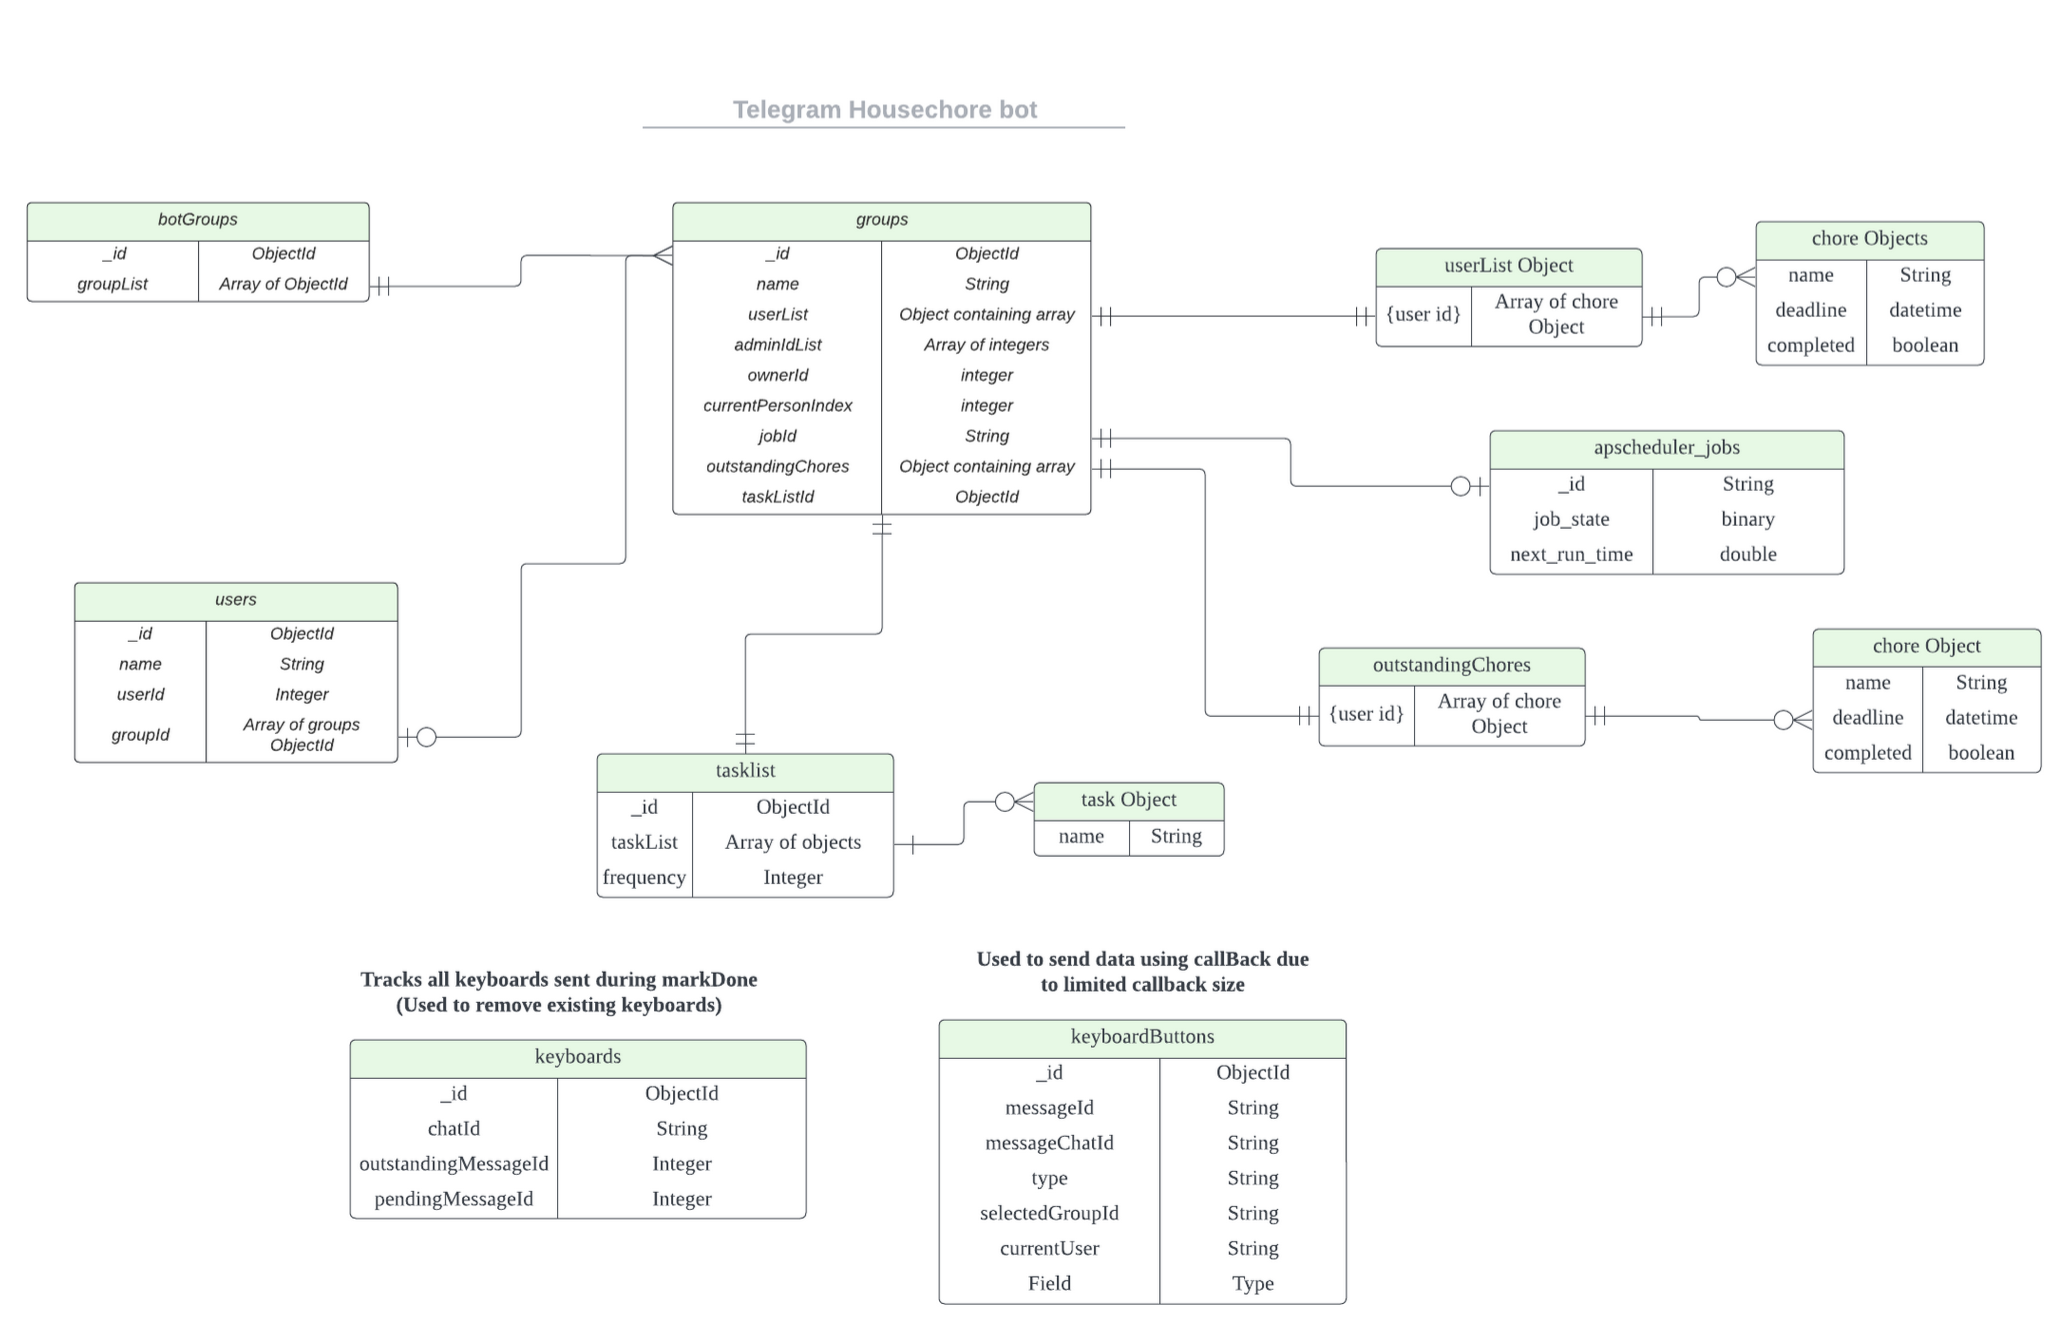 Telegram Housechore bot
botGroups
_id ObjectId
groupList Array of ObjectId
groups
_id ObjectId
name String
userList Object containing array
adminIdList Array of integers
ownerId integer
currentPersonIndex integer
jobId String
outstandingChores Object containing array
taskListId ObjectId
userList Object
{user id} Array of chore
Object
chore Objects
name String
deadline datetime
completed boolean
apscheduler_jobs
_id String
job_state binary
next_run_time double
users
_id ObjectId
name String
userId Integer
groupId Array of groups
ObjectId
outstandingChores
{user id} Array of chore
Object
chore Object
name String
deadline datetime
completed boolean
tasklist
_id ObjectId
taskList Array of objects
frequency Integer
task Object
name String
Tracks all keyboards sent during markDone
(Used to remove existing keyboards)
keyboards
_id ObjectId
chatId String
outstandingMessageId Integer
pendingMessageId Integer
Used to send data using callBack due
to limited callback size
keyboardButtons
_id ObjectId
messageId String
messageChatId String
type String
selectedGroupId String
currentUser String
Field Type